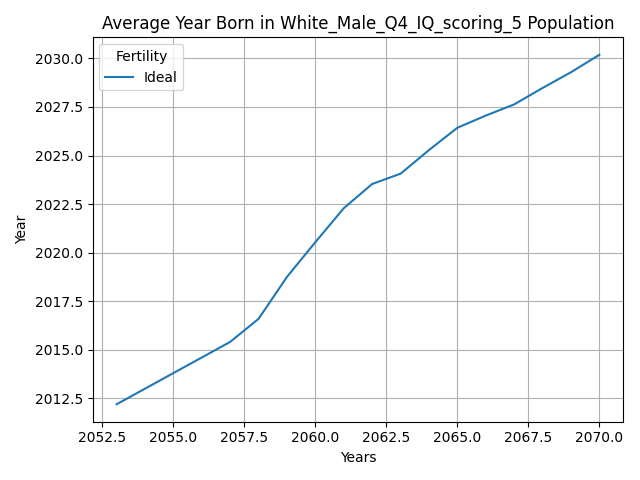 Average Year Born in White_Male_Q4_IQ_scoring_5 Population
Fertility
Ideal
Year
2030.0
2027.5
2025.0
2022.5
2020.0
2017.5
2015.0
2012.5
2052.5 2055.0 2057.5 2060.0 2062.5 2065.0 2067.5 2070.0
Years